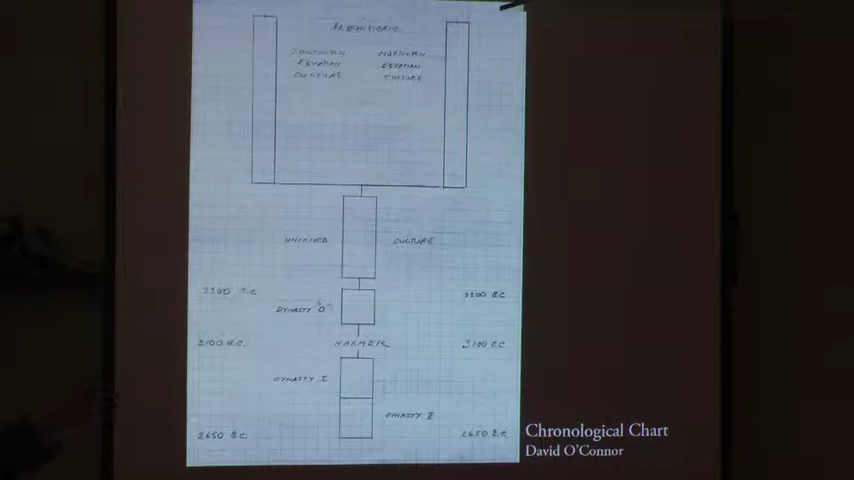 PREHISTORIC
SOUTHERN NORTHERN
EGYPTIAN EGYPTIAN
CULTURE CULTURE
UNIFIED CULTURE
3300 B.C 3300 B.C
DYNASTY "O"
3100 B.C. NARMER 3100 B.C
DYNASTY I
DYNASTY II
2650 B.C. 2650 B.C
Chronological Chart
David O'Connor